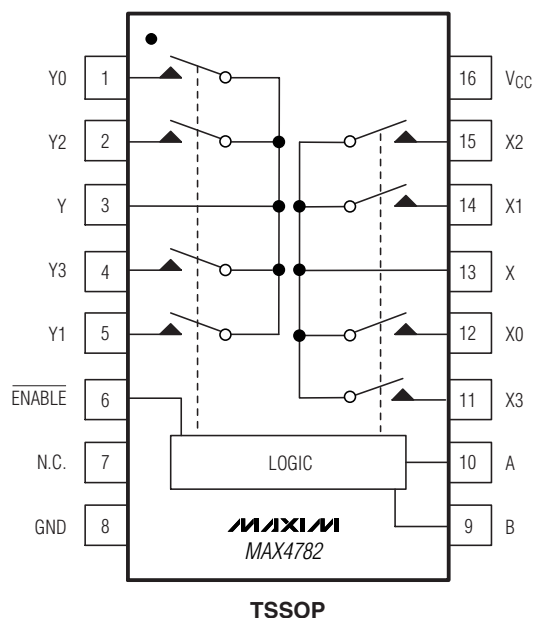 Y0 1 16 VCC
Y2 2 15 X2
Y 3 14 X1
Y3 4 13 X
Y1 5 12 X0
ENABLE 6 11 X3
N.C. 7 LOGIC 10 A
GND 8 MAXIM 9 B
MAX4782
TSSOP